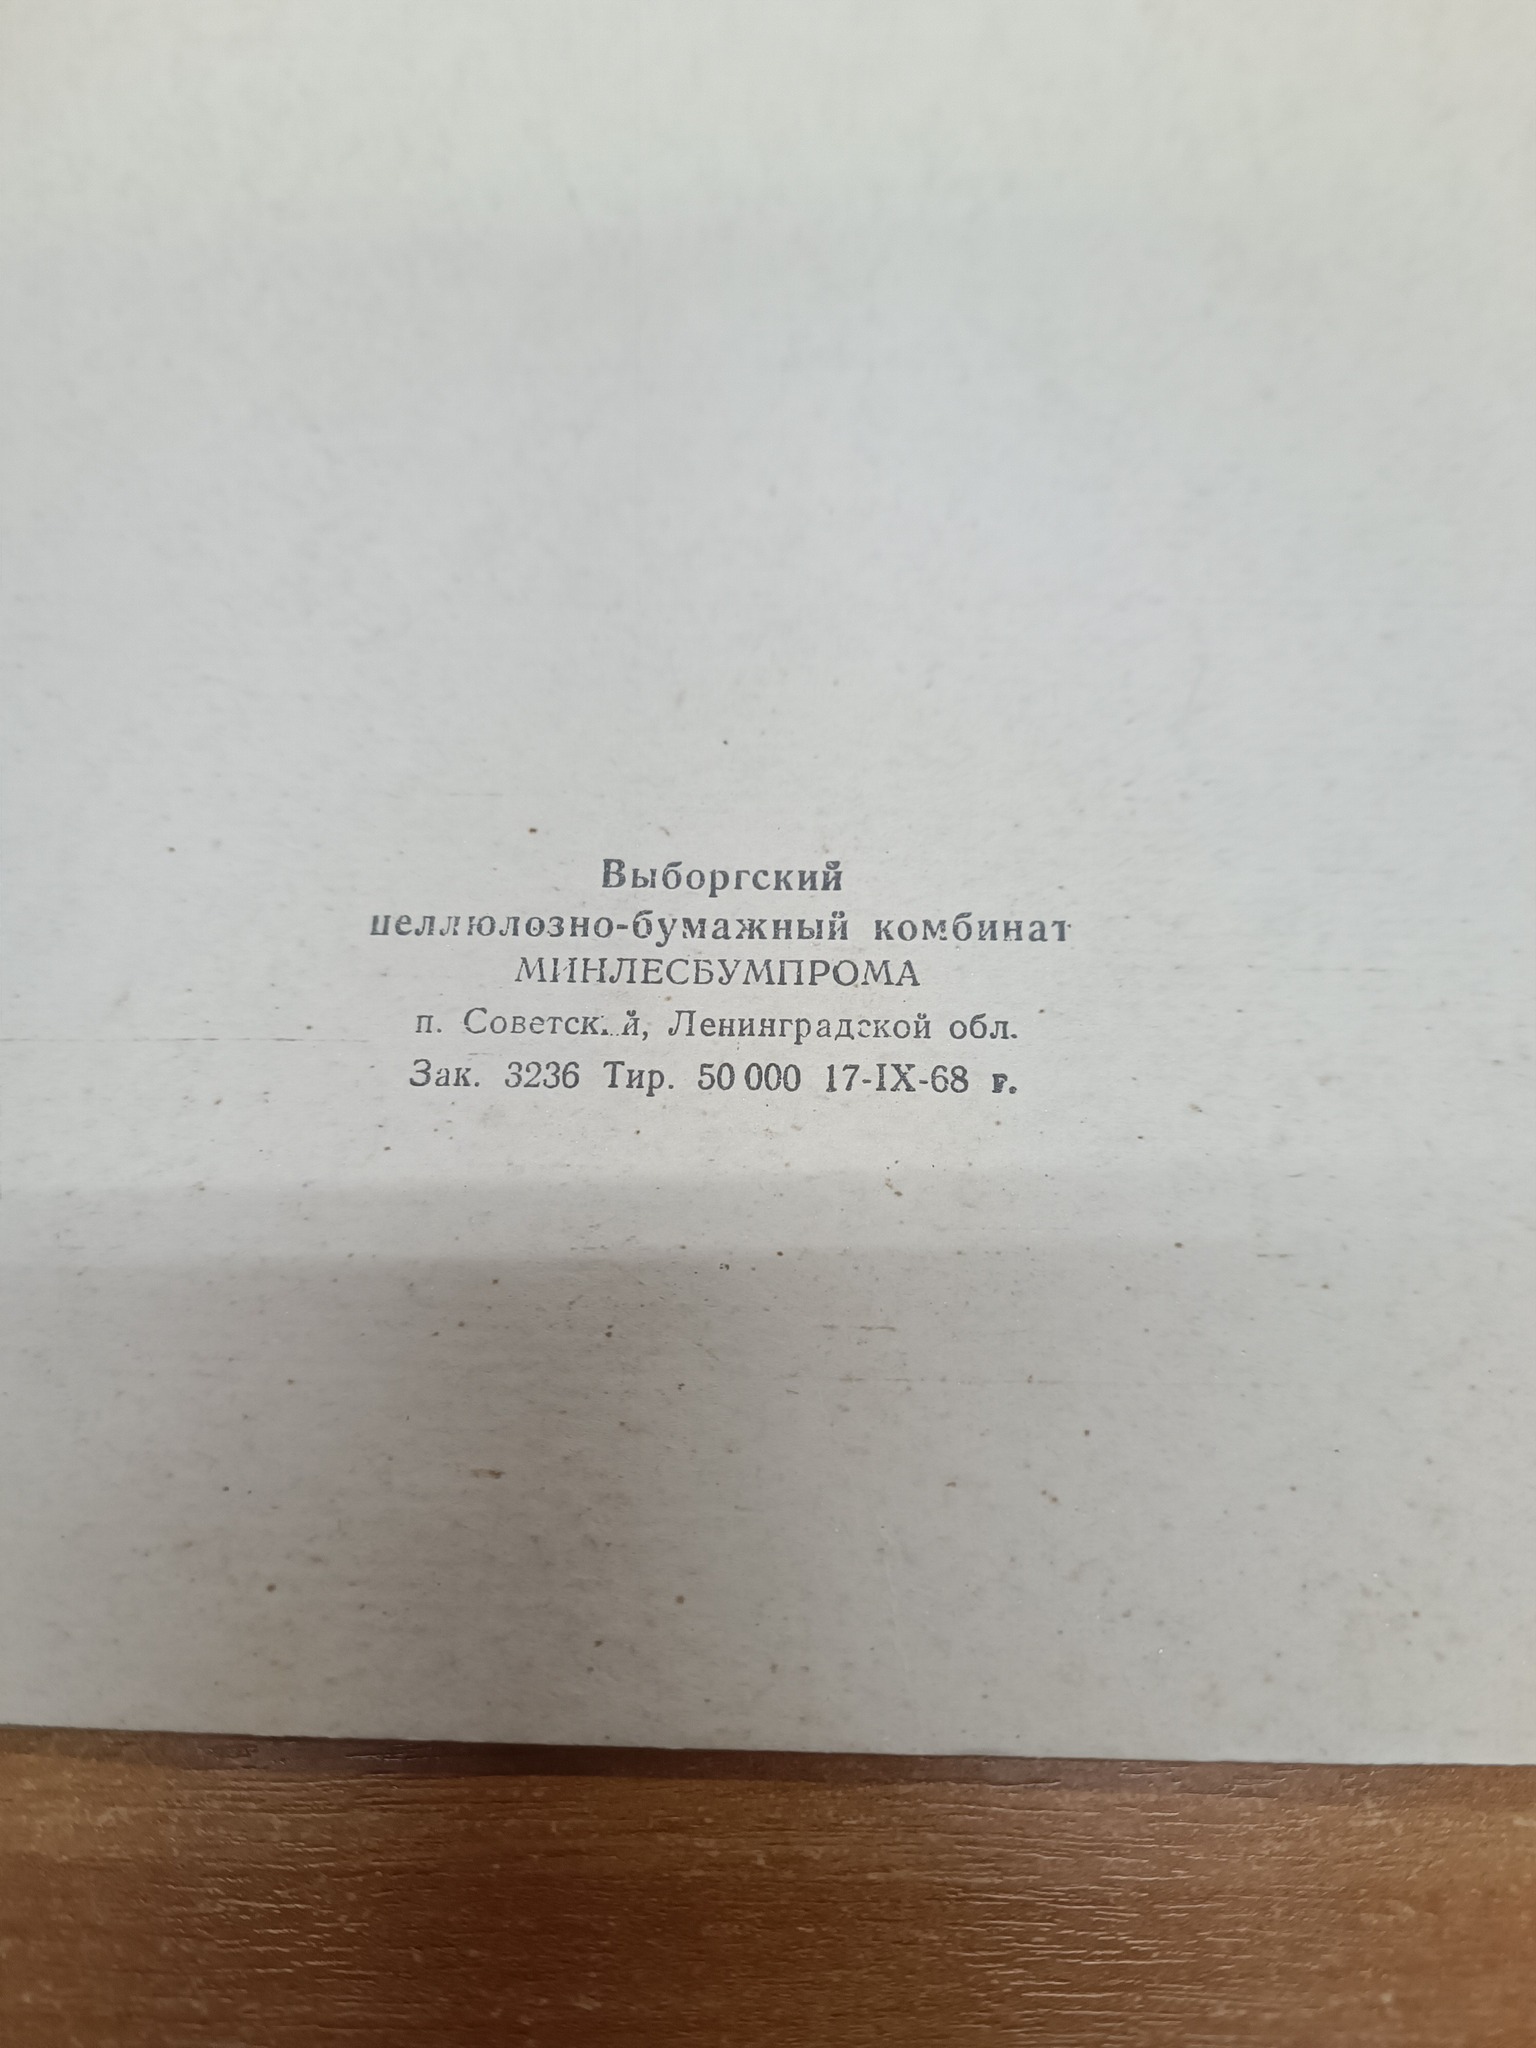 Выборгский
целлюлозно-бумажный комбинат
МИНЛЕСБУМПРОМА
п. Советский, Ленинградской обл.
Зак. 3236 Тир. 50 000 17-IX-68 г.